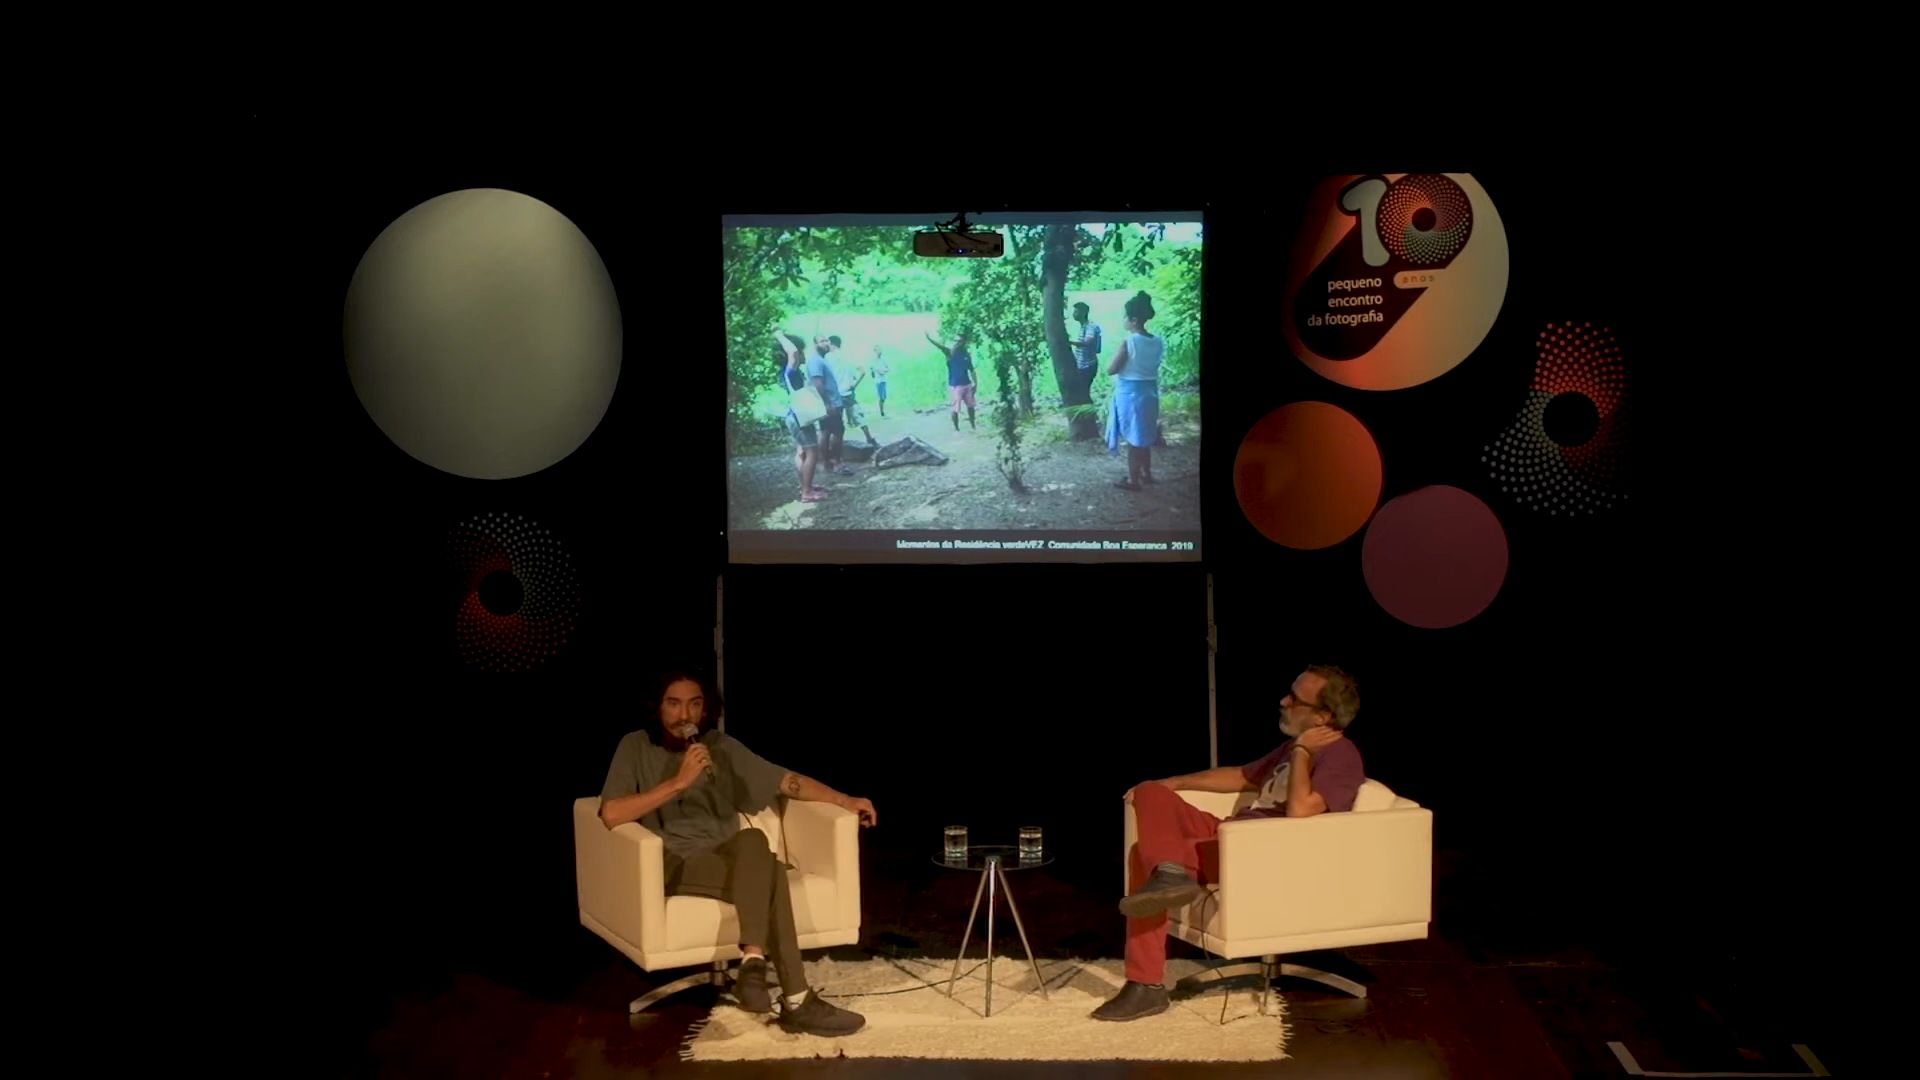 10
anos
pequeno
encontro
da fotografia
Momentos da Residência verdeVEZ Comunidade Boa Esperança 2019